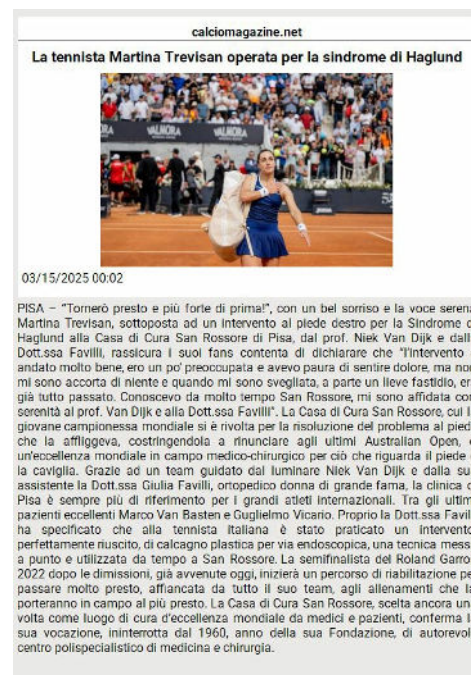 calciomagazine.net
La tennista Martina Trevisan operata per la sindrome di Haglund
VALMORA
VALMORA
03/15/2025 00:02
PISA – “Tornerò presto e più forte di prima!”, con un bel sorriso e la voce serena
Martina Trevisan, sottoposta ad un intervento al piede destro per la Sindrome d
Haglund alla Casa di Cura San Rossore di Pisa, dal prof. Niek Van Dijk e dall
Dott.ssa Favilli, rassicura i suoi fans contenta di dichiarare che “l'intervento
andato molto bene, ero un po' preoccupata e avevo paura di sentire dolore, ma non
mi sono accorta di niente e quando mi sono svegliata, a parte un lieve fastidio, er
già tutto passato. Conoscevo da molto tempo San Rossore, mi sono affidata con
serenità al prof. Van Dijk e alla Dott.ssa Favilli”. La Casa di Cura San Rossore, cui l
giovane campionessa mondiale si è rivolta per la risoluzione del problema al pied
che la affliggeva, costringendola a rinunciare agli ultimi Australian Open,
un'eccellenza mondiale in campo medico-chirurgico per ciò che riguarda il piede
la caviglia. Grazie ad un team guidato dal luminare Niek Van Dijk e dalla su
assistente la Dott.ssa Giulia Favilli, ortopedico donna di grande fama, la clinica d
Pisa è sempre più di riferimento per i grandi atleti internazionali. Tra gli ultim
pazienti eccellenti Marco Van Basten e Guglielmo Vicario. Proprio la Dott.ssa Favill
ha specificato che alla tennista italiana è stato praticato un intervento
perfettamente riuscito, di calcagno plastica per via endoscopica, una tecnica mess
a punto e utilizzata da tempo a San Rossore. La semifinalista del Roland Garro
2022 dopo le dimissioni, già avvenute oggi, inizierà un percorso di riabilitazione pe
passare molto presto, affiancata da tutto il suo team, agli allenamenti che l
porteranno in campo al più presto. La Casa di Cura San Rossore, scelta ancora un
volta come luogo di cura d'eccellenza mondiale da medici e pazienti, conferma l
sua vocazione, ininterrotta dal 1960, anno della sua Fondazione, di autorevol
centro polispecialistico di medicina e chirurgia.